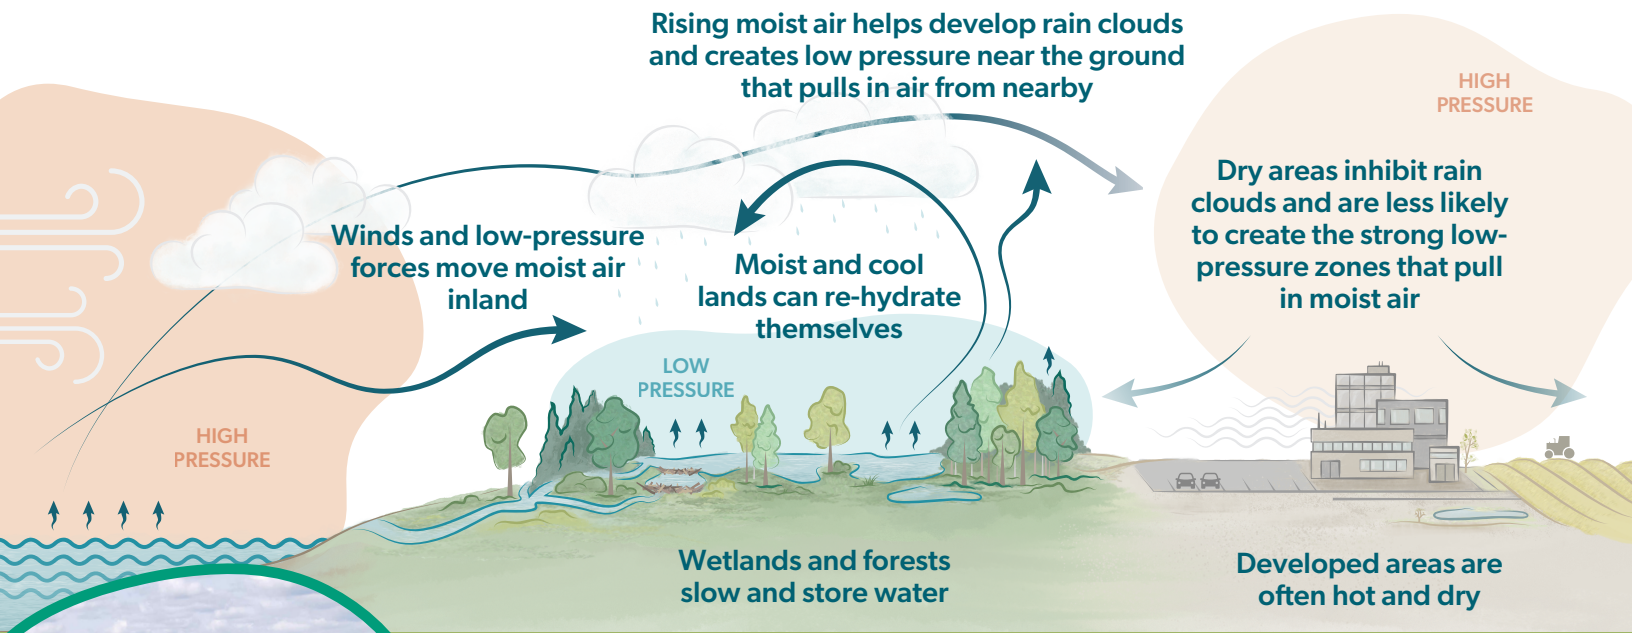 Rising moist air helps develop rain clouds
and creates low pressure near the ground
that pulls in air from nearby
HIGH
PRESSURE
Dry areas inhibit rain
clouds and are less likely
to create the strong low-
pressure zones that pull
in moist air
Winds and low-pressure
forces move moist air
inland
Moist and cool
lands can re-hydrate
themselves
LOW
PRESSURE
HIGH
PRESSURE
Wetlands and forests
slow and store water
Developed areas are
often hot and dry